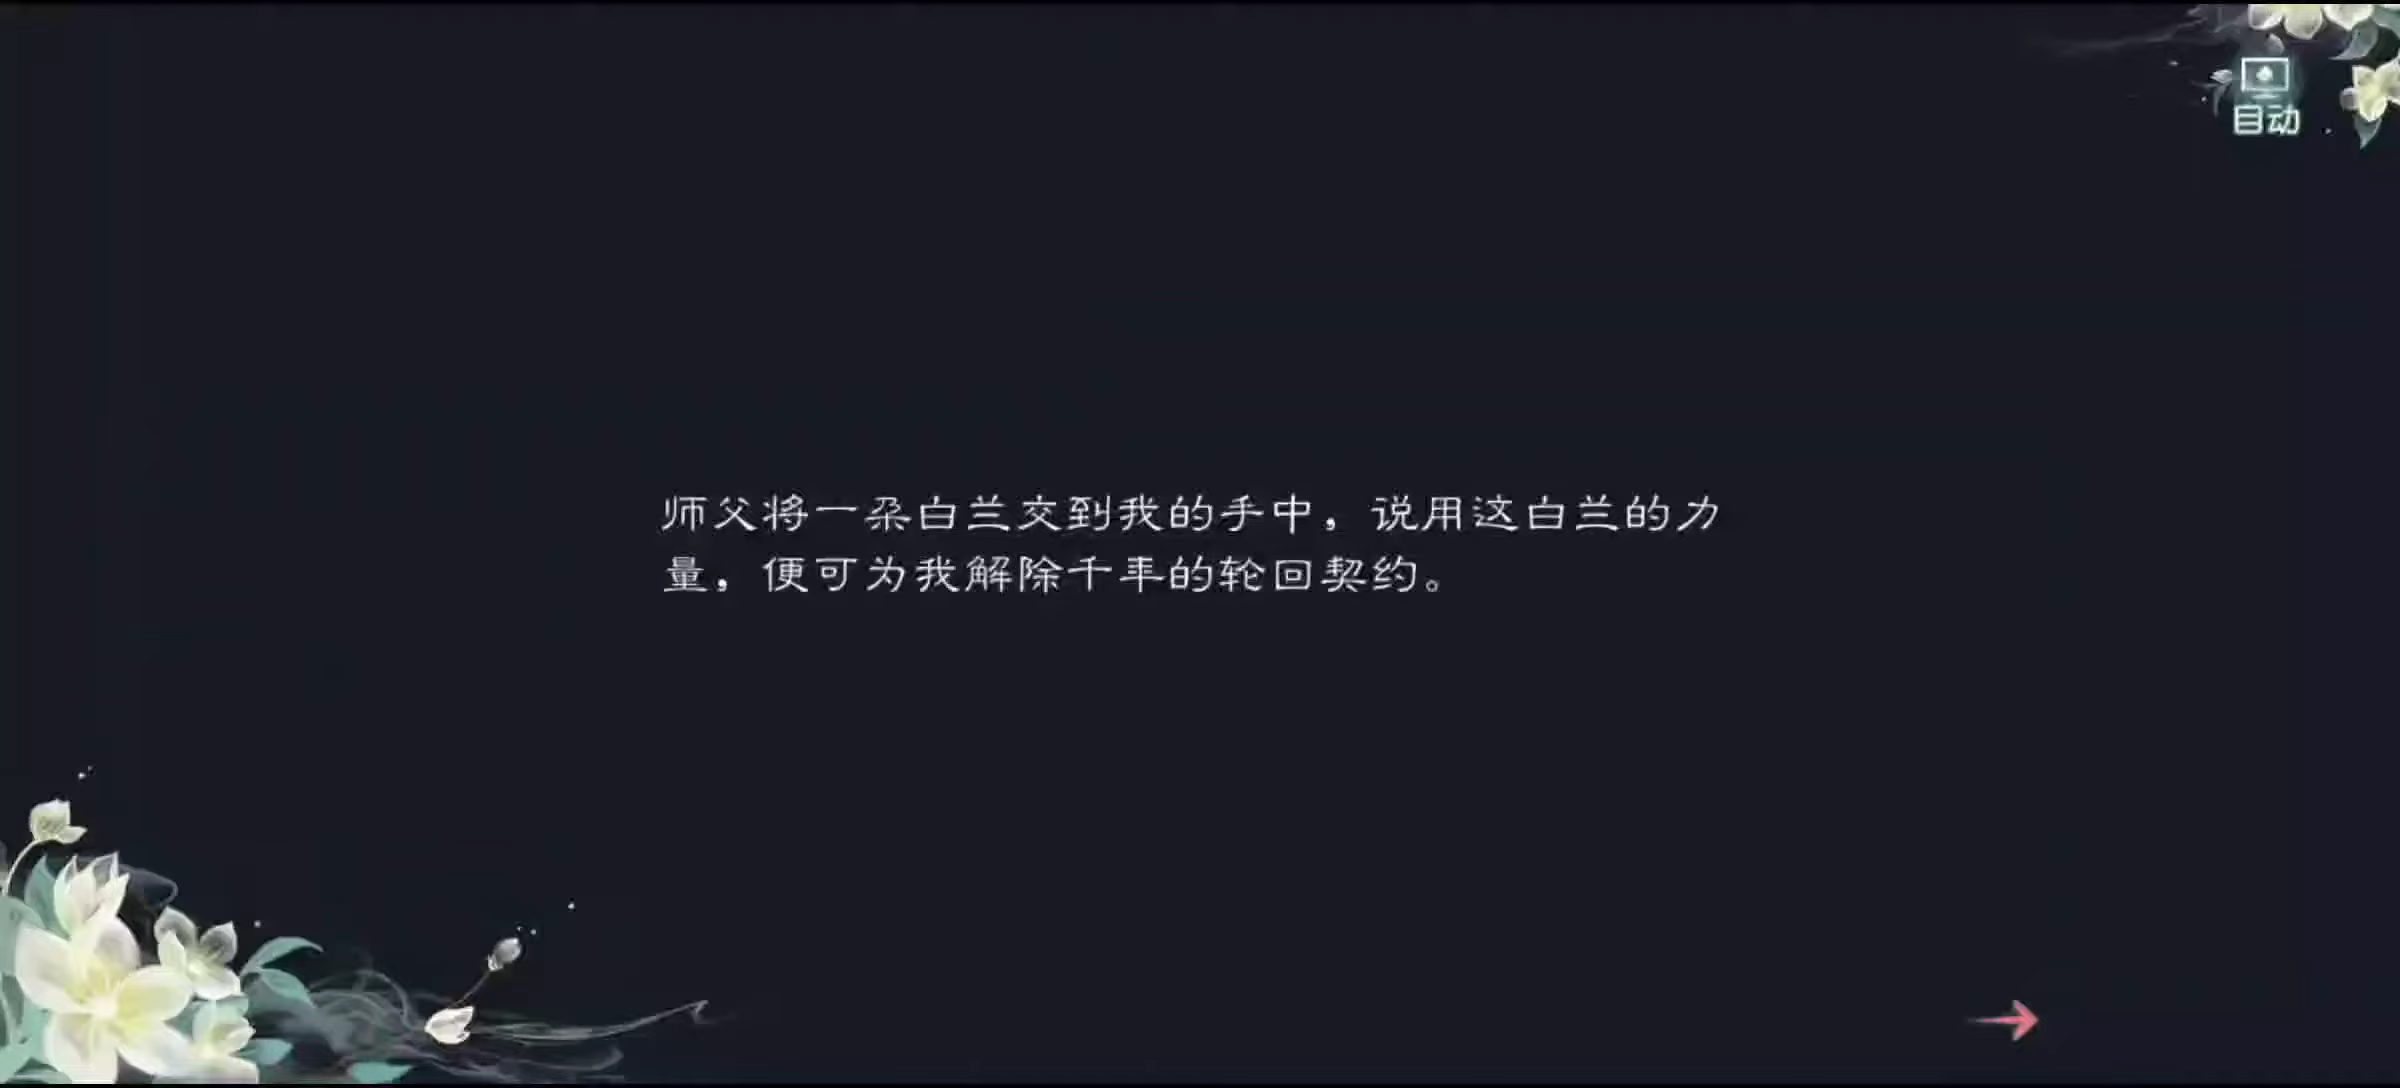 自动
师父将一朵白兰交到我的手中，说用这白兰的力
量，便可为我解除千年的轮回契约。